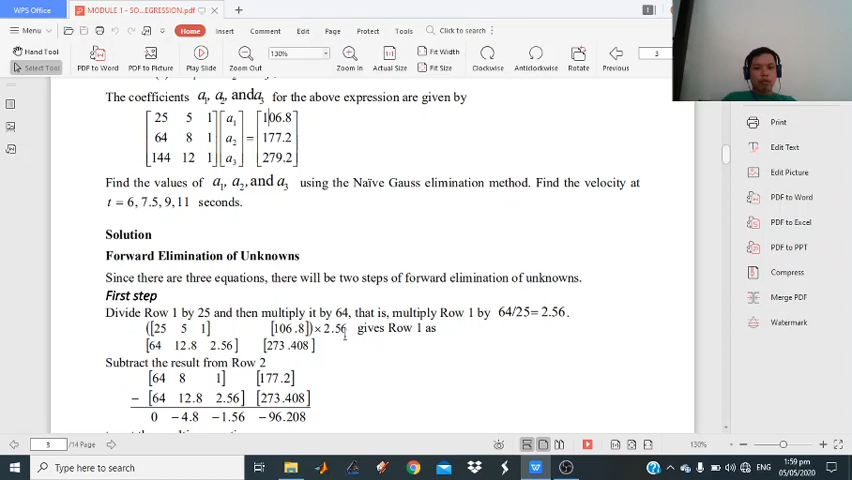 WPS Office
MODULE 1 - SO...EGRESSION.pdf
Menu
Home Insert Comment Edit Page Protect Tools Click to search
Hand Tool
Select Tool
PDF to Word PDF to Picture Play Slide Zoom Out 130% Zoom In Actual Size Fit Width Fit Page Clockwise Anticlockwise Previous 3
The coefficients a1, a2, and a3 for the above expression are given by
25 5 1 a1 106.8
64 8 1 a2 = 177.2
144 12 1 a3 279.2
Find the values of a1, a2, and a3 using the Naïve Gauss elimination method. Find the velocity at
t = 6, 7.5, 9, 11 seconds.
Solution
Forward Elimination of Unknowns
Since there are three equations, there will be two steps of forward elimination of unknowns.
First step
Divide Row 1 by 25 and then multiply it by 64, that is, multiply Row 1 by 64/25 = 2.56.
([25 5 1] [106.8]) × 2.56 gives Row 1 as
[64 12.8 2.56] [273.408]
Subtract the result from Row 2
[64 8 1] [177.2]
− [64 12.8 2.56] [273.408]
0 −4.8 −1.56 −96.208
Print
Edit Text
Edit Picture
PDF to Word
PDF to Excel
PDF to PPT
Compress
Merge PDF
Watermark
3 /14 Page
130%
Type here to search
ENG
1:59 pm
05/05/2020